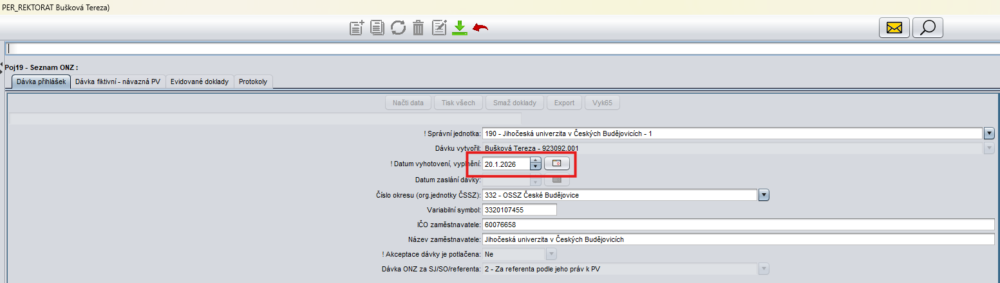 PER_REKTORAT Bušková Tereza)
Poj19 - Seznam ONZ :
Dávka přihlášek Dávka fiktivní - návazná PV Evidované doklady Protokoly
Načti data Tisk všech Smaž doklady Export Vyk65
! Správní jednotka: 190 - Jihočeská univerzita v Českých Budějovicích - 1
Dávku vytvořil: Bušková Tereza - 923092.001
! Datum vyhotovení, vyplnění: 20.1.2026
Datum zaslání dávky:
Číslo okresu (org.jednotky ČSSZ): 332 - OSSZ České Budějovice
Variabilní symbol: 3320107455
IČO zaměstnavatele: 60076658
Název zaměstnavatele: Jihočeská univerzita v Českých Budějovicích
! Akceptace dávky je potlačena: Ne
Dávka ONZ za SJ/SO/referenta: 2 - Za referenta podle jeho práv k PV